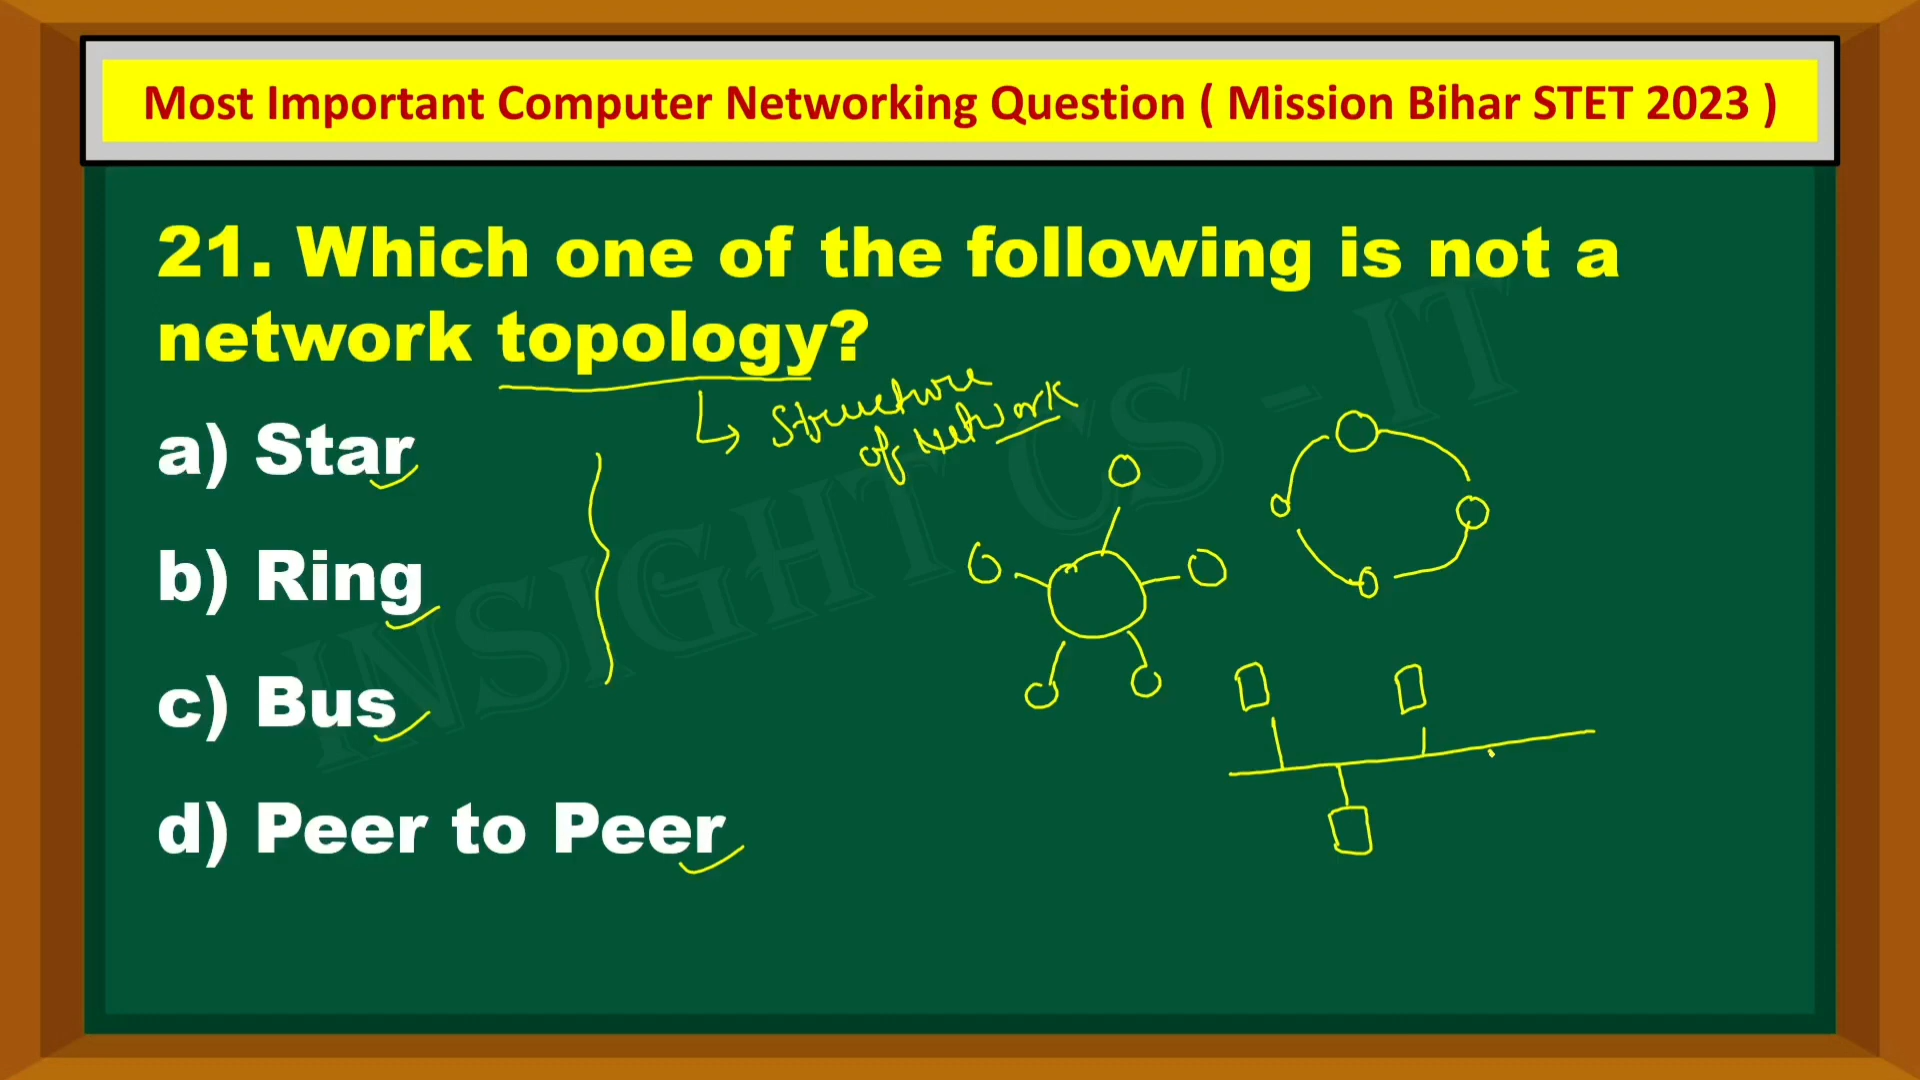 Most Important Computer Networking Question ( Mission Bihar STET 2023 )
21. Which one of the following is not a
network topology?
Structure
of Network
a) Star
b) Ring
c) Bus
d) Peer to Peer
INSIGHT CS - IT